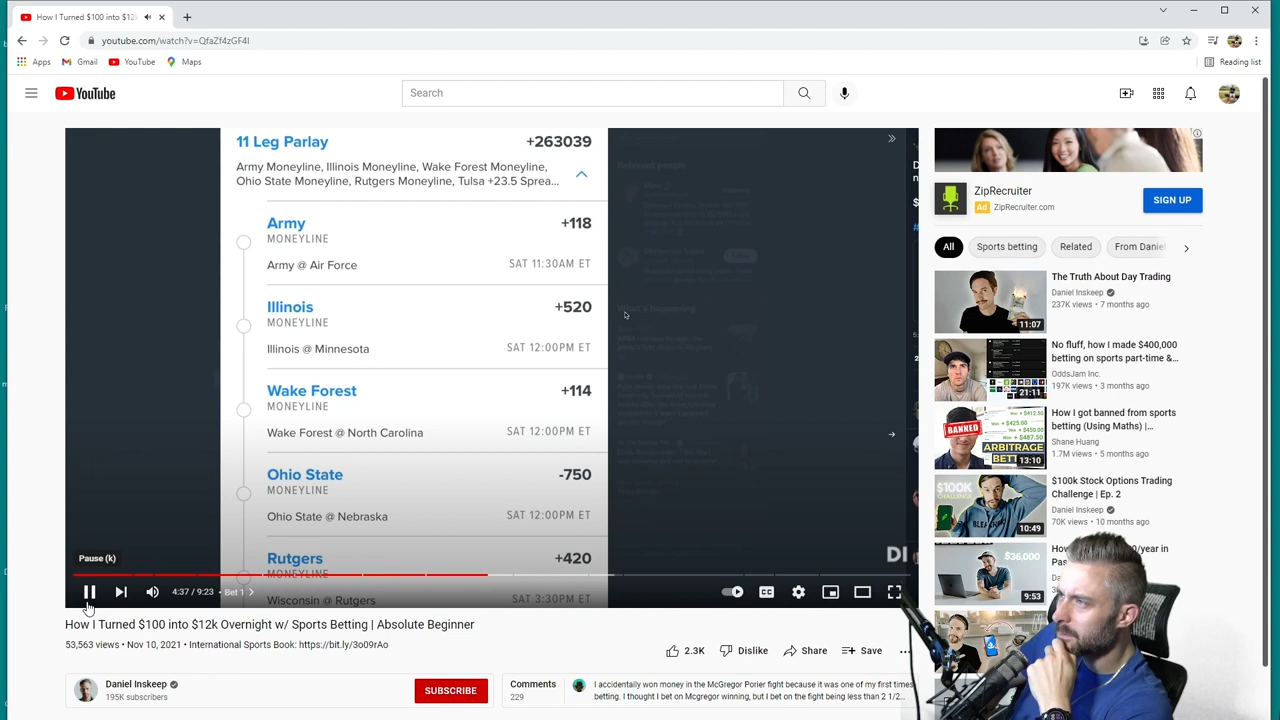 How I Turned $100 into $12k
youtube.com/watch?v=QfaZf4zGF4I
Apps Gmail YouTube Maps Reading list
YouTube Search
11 Leg Parlay +263039
Army Moneyline, Illinois Moneyline, Wake Forest Moneyline,
Ohio State Moneyline, Rutgers Moneyline, Tulsa +23.5 Sprea...
Army +118
MONEYLINE
Army @ Air Force SAT 11:30AM ET
Illinois +520
MONEYLINE
Illinois @ Minnesota SAT 12:00PM ET
Wake Forest +114
MONEYLINE
Wake Forest @ North Carolina SAT 12:00PM ET
Ohio State -750
MONEYLINE
Ohio State @ Nebraska SAT 12:00PM ET
Rutgers +420
MONEYLINE
Wisconsin @ Rutgers SAT 3:30PM ET
Relevant people
What's happening
DI
Pause (k)
4:37 / 9:23 • Bet 1
How I Turned $100 into $12k Overnight w/ Sports Betting | Absolute Beginner
53,563 views • Nov 10, 2021 • International Sports Book: https://bit.ly/3o09rAo
2.3K Dislike Share Save ...
Daniel Inskeep
195K subscribers
SUBSCRIBE
Comments
229
I accidentally won money in the McGregor Porier fight because it was one of my first times
betting. I thought I bet on Mcgregor winning, but I bet on the fight being less than 2 1/2...
ZipRecruiter
Ad ZipRecruiter.com
SIGN UP
All Sports betting Related From Daniel
The Truth About Day Trading
Daniel Inskeep
237K views • 7 months ago
11:07
No fluff, how I made $400,000
betting on sports part-time &...
OddsJam Inc.
197K views • 3 months ago
21:11
How I got banned from sports
betting (Using Maths) |...
Shane Huang
1.7M views • 5 months ago
BANNED
ARBITRAGE
BETT
13:10
$100k Stock Options Trading
Challenge | Ep. 2
Daniel Inskeep
70K views • 10 months ago
$100K
CHALLENGE
10:49
$36,000
9:53